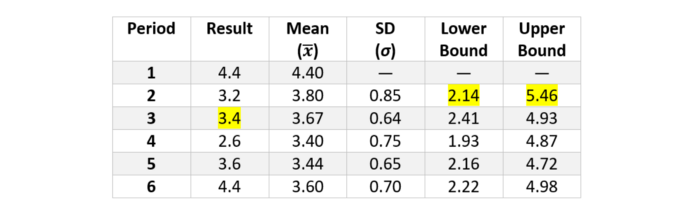 Period Result Mean SD Lower Upper
(x̅) (σ) Bound Bound
1 4.4 4.40 — — —
2 3.2 3.80 0.85 2.14 5.46
3 3.4 3.67 0.64 2.41 4.93
4 2.6 3.40 0.75 1.93 4.87
5 3.6 3.44 0.65 2.16 4.72
6 4.4 3.60 0.70 2.22 4.98